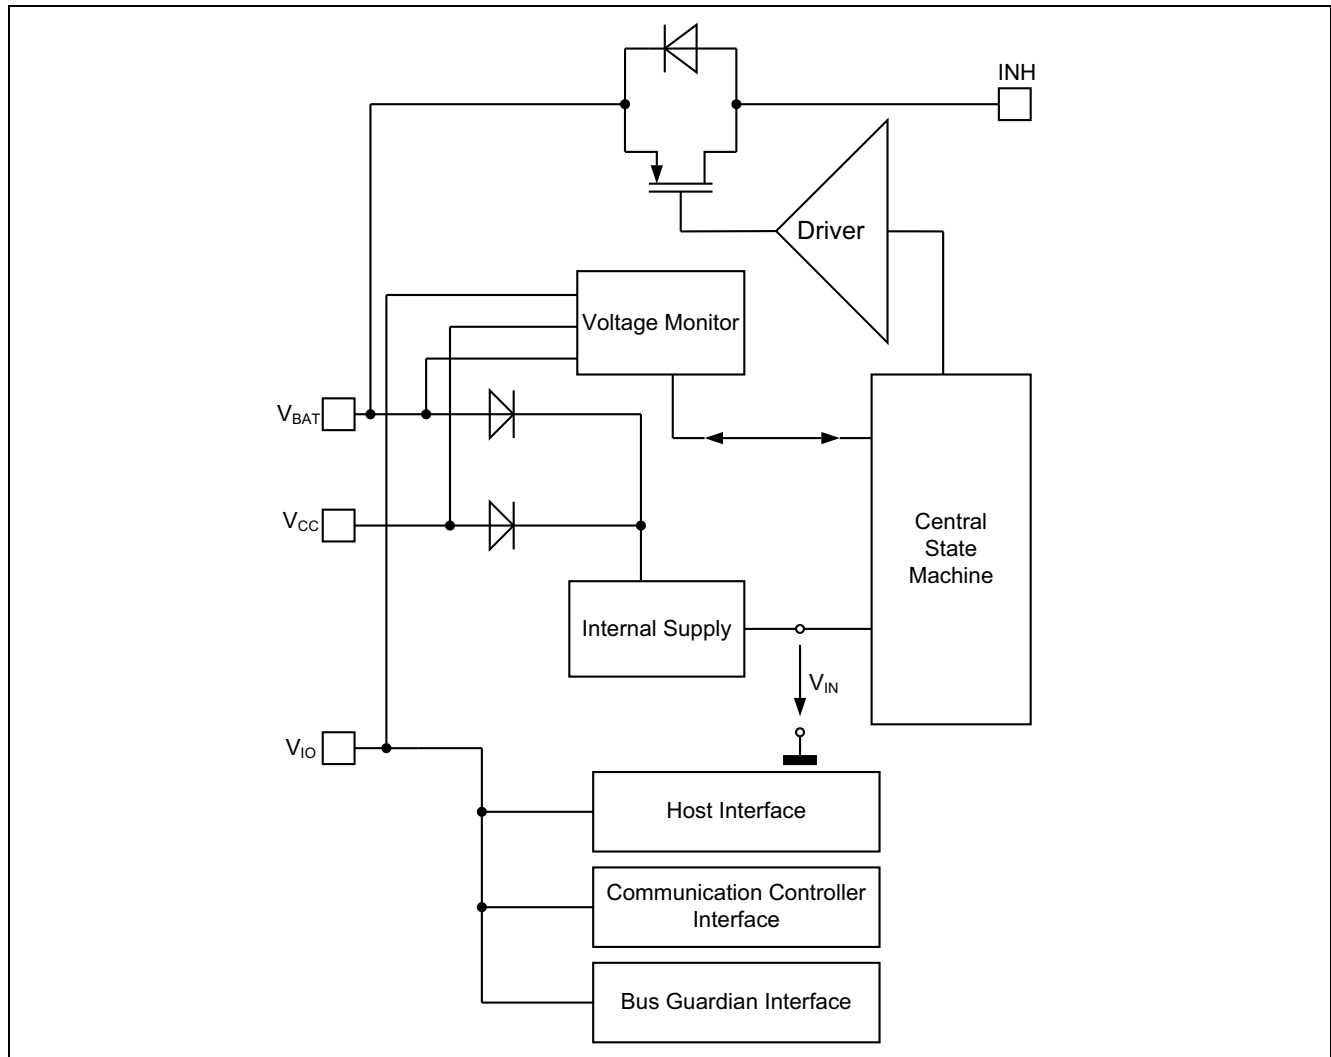 INH
Driver
Voltage Monitor
VBAT
VCC
Central
State
Machine
Internal Supply
VIN
VIO
Host Interface
Communication Controller
Interface
Bus Guardian Interface